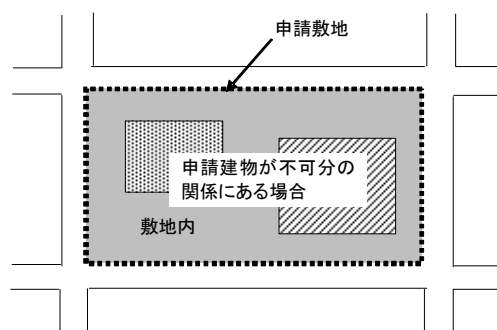 申請敷地
申請建物が不可分の
関係にある場合
敷地内